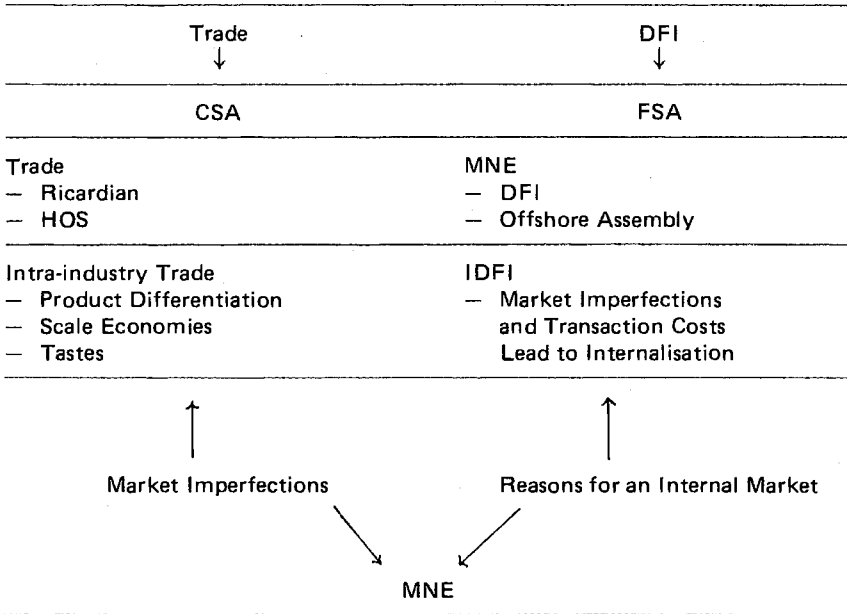 Trade DFI
↓ ↓
CSA FSA
Trade MNE
— Ricardian — DFI
— HOS — Offshore Assembly
Intra-industry Trade IDFI
— Product Differentiation — Market Imperfections
— Scale Economies and Transaction Costs
— Tastes Lead to Internalisation
Market Imperfections Reasons for an Internal Market
MNE